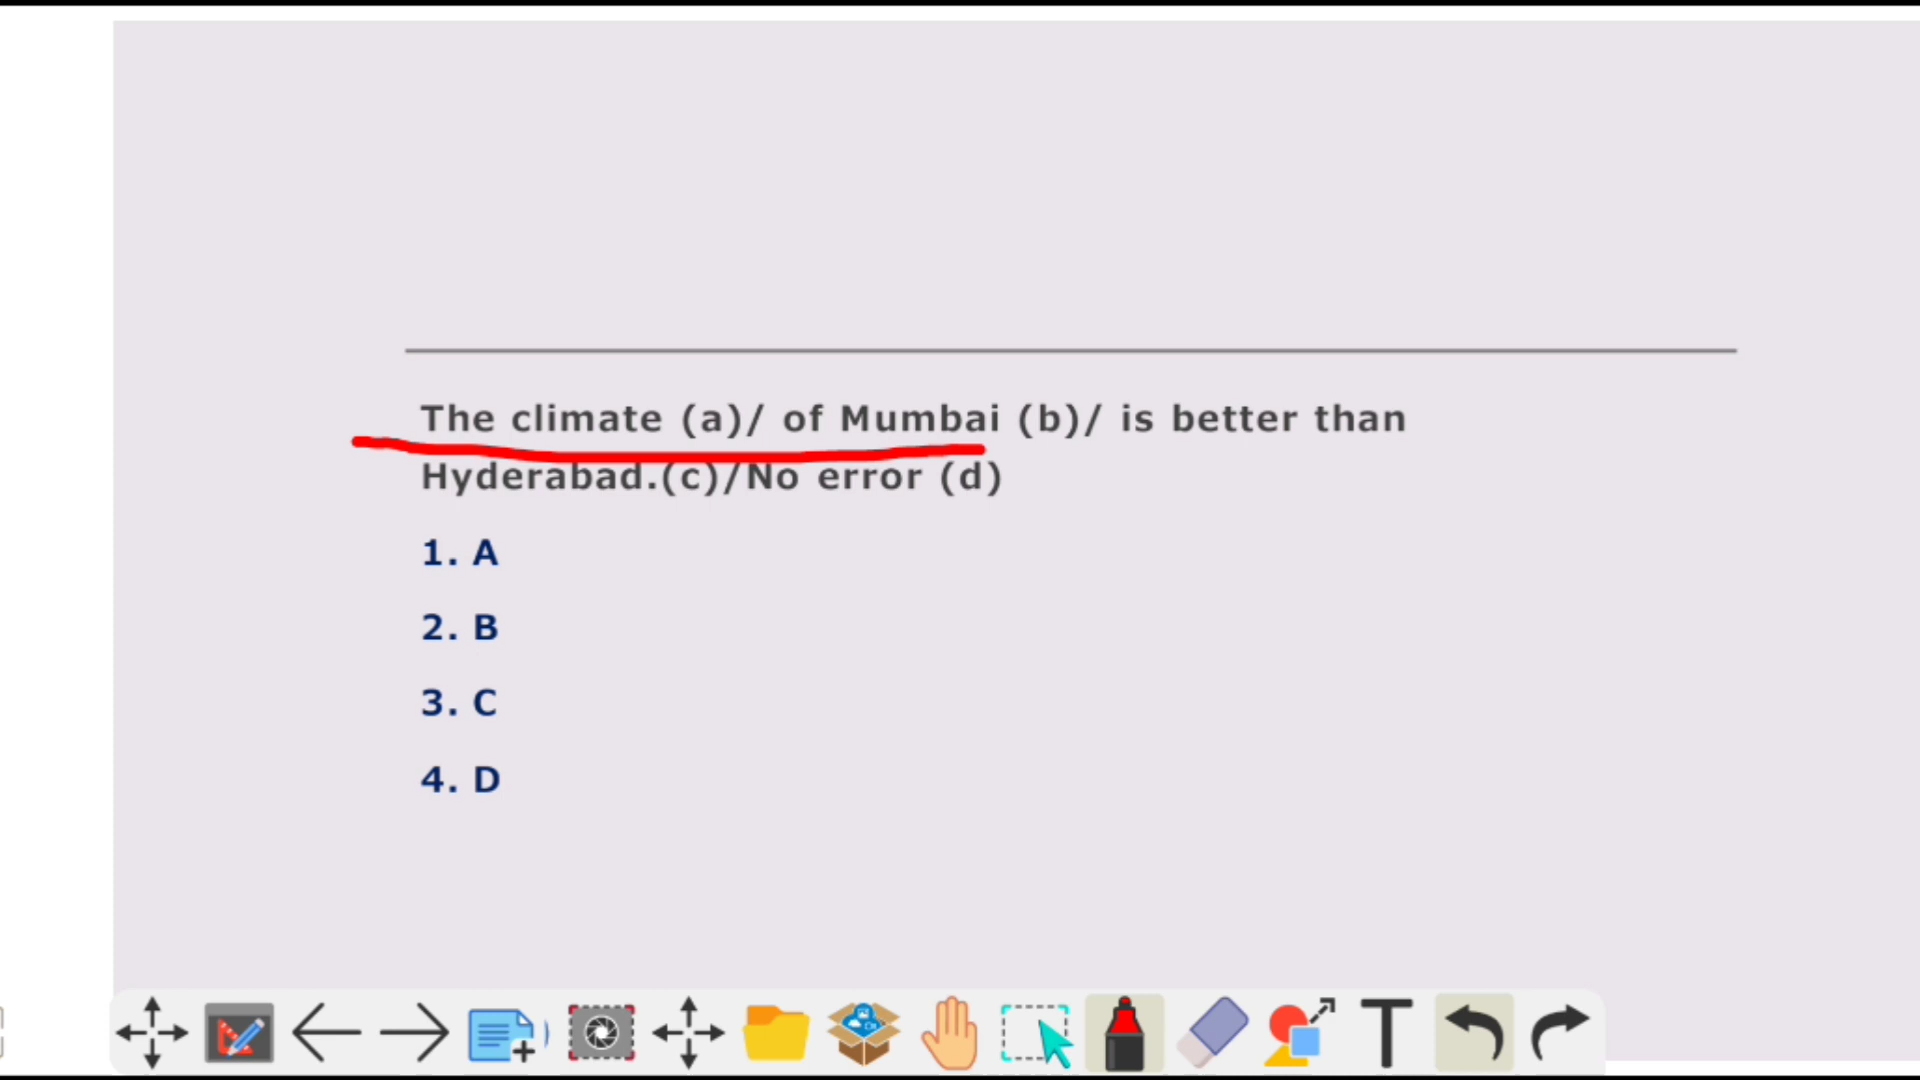 The climate (a)/ of Mumbai (b)/ is better than
Hyderabad.(c)/No error (d)
1. A
2. B
3. C
4. D